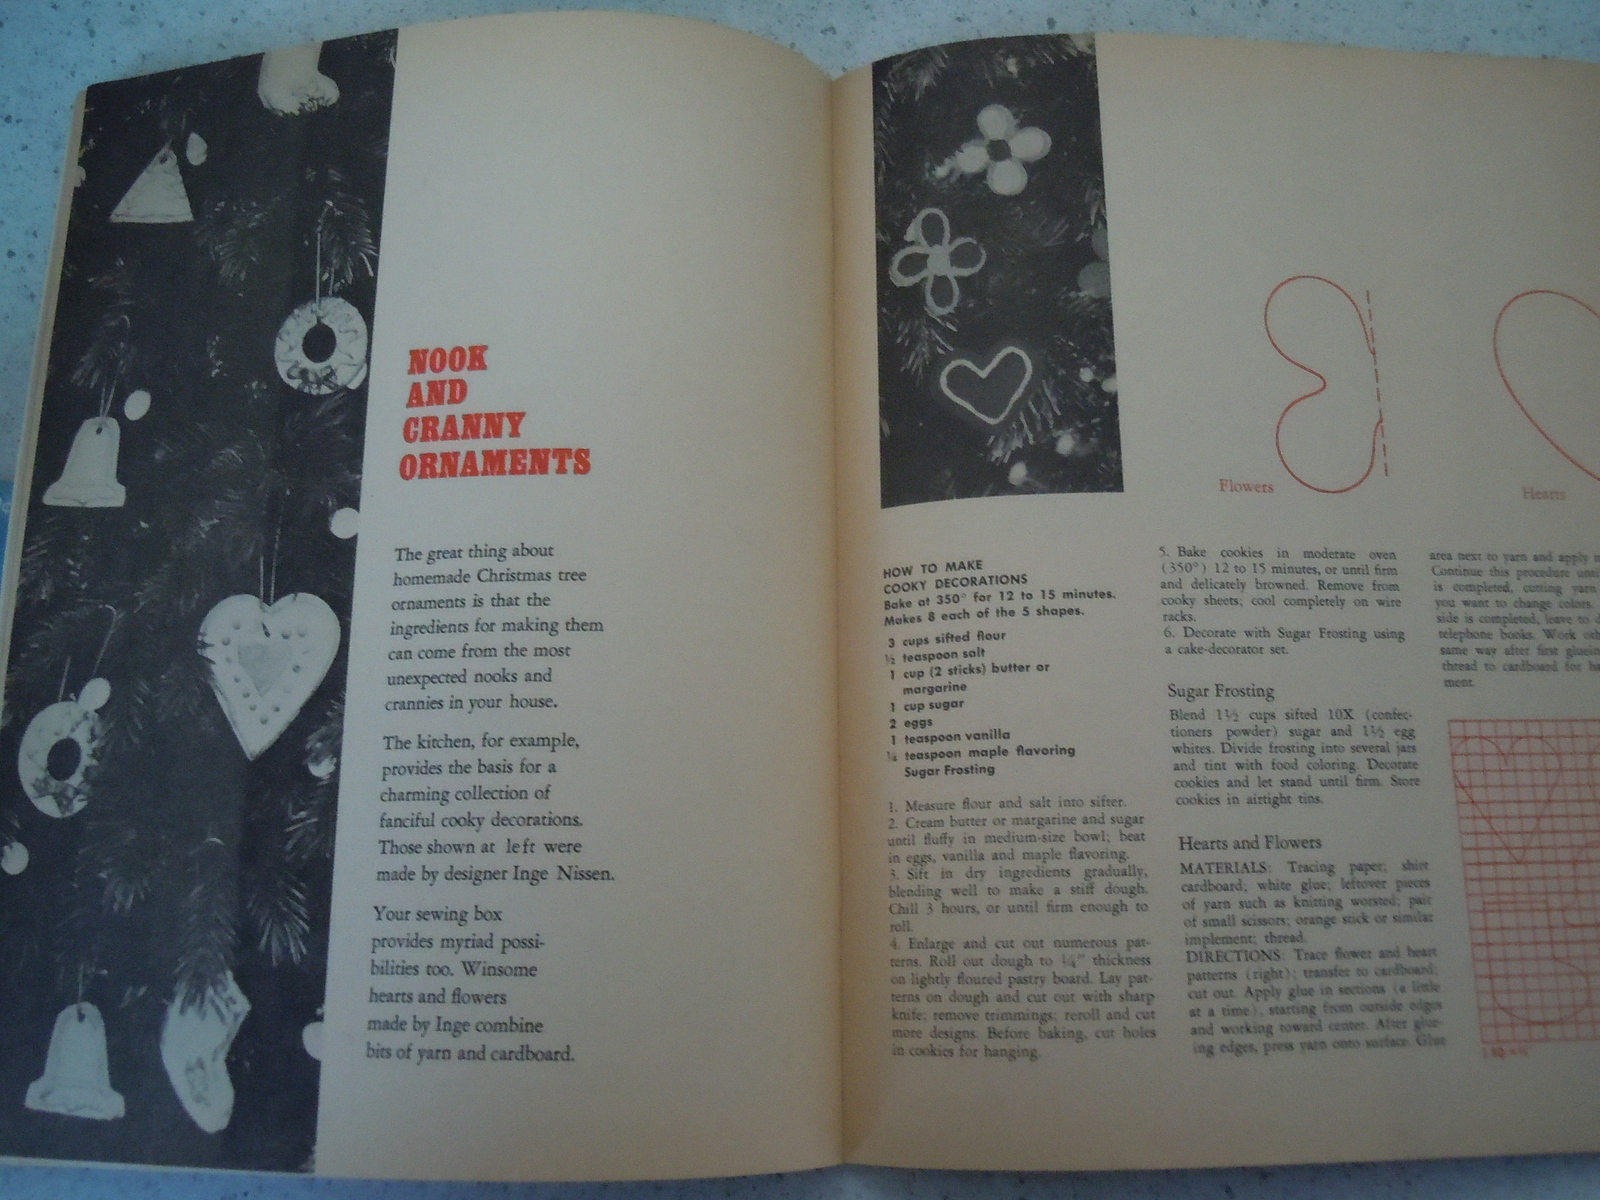 NOOK
AND
CRANNY
ORNAMENTS
The great thing about
homemade Christmas tree
ornaments is that the
ingredients for making them
can come from the most
unexpected nooks and
crannies in your house.
The kitchen, for example,
provides the basis for a
charming collection of
fanciful cooky decorations.
Those shown at left were
made by designer Inge Nissen.
Your sewing box
provides myriad possi-
bilities too. Winsome
hearts and flowers
made by Inge combine
bits of yarn and cardboard.
Flowers
Hearts
HOW TO MAKE
COOKY DECORATIONS
Bake at 350° for 12 to 15 minutes.
Makes 8 each of the 5 shapes.
3 cups sifted flour
½ teaspoon salt
1 cup (2 sticks) butter or
margarine
1 cup sugar
2 eggs
1 teaspoon vanilla
¼ teaspoon maple flavoring
Sugar Frosting
1. Measure flour and salt into sifter.
2. Cream butter or margarine and sugar
until fluffy in medium-size bowl; beat
in eggs, vanilla and maple flavoring.
3. Sift in dry ingredients gradually,
blending well to make a stiff dough.
Chill 3 hours, or until firm enough to
roll.
4. Enlarge and cut out numerous pat-
terns. Roll out dough to ¼" thickness
on lightly floured pastry board. Lay pat-
terns on dough and cut out with sharp
knife; remove trimmings; reroll and cut
more designs. Before baking, cut holes
in cookies for hanging.
5. Bake cookies in moderate oven
(350°) 12 to 15 minutes, or until firm
and delicately browned. Remove from
cooky sheets; cool completely on wire
racks.
6. Decorate with Sugar Frosting using
a cake-decorator set.
Sugar Frosting
Blend 1½ cups sifted 10X (confec-
tioners powder) sugar and 1½ egg
whites. Divide frosting into several jars
and tint with food coloring. Decorate
cookies and let stand until firm. Store
cookies in airtight tins.
Hearts and Flowers
MATERIALS: Tracing paper; shirt
cardboard; white glue; leftover pieces
of yarn such as knitting worsted; pair
of small scissors; orange stick or similar
implement; thread.
DIRECTIONS: Trace flower and heart
patterns (right); transfer to cardboard;
cut out. Apply glue in sections (a little
at a time), starting from outside edges
and working toward center. After glu-
ing edges, press yarn onto surface. Glue
area next to yarn and apply
Continue this procedure
is completed, cutting yarn
you want to change colors.
side is completed, leave to
telephone books. Work
same way after first
thread to cardboard for
ment.